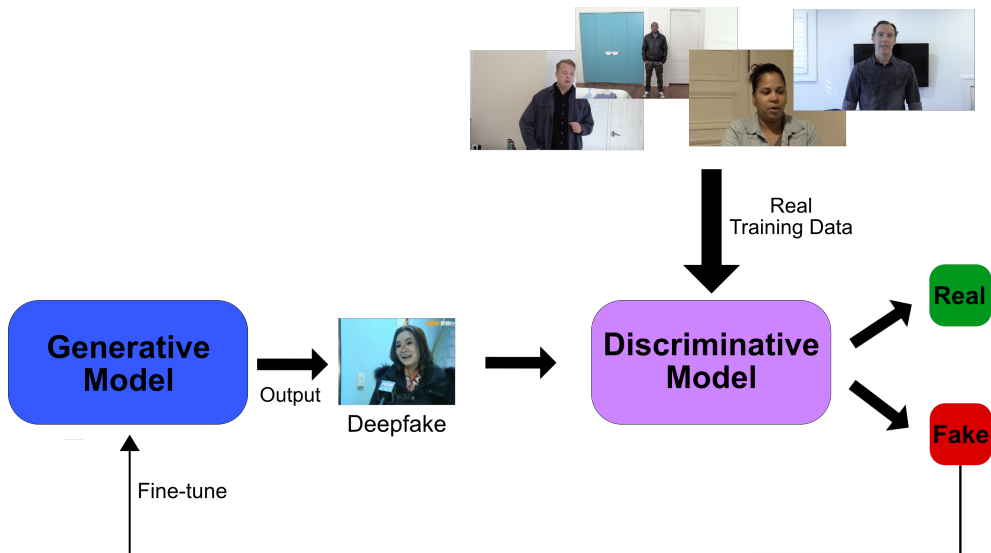 Real
Training Data
Real
Generative
Model
Discriminative
Model
Output
Deepfake
Fake
Fine-tune